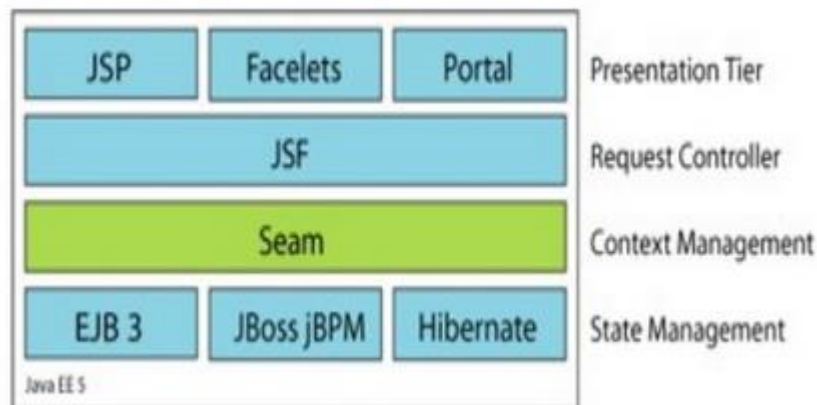 JSP Facelets Portal Presentation Tier
JSF Request Controller
Seam Context Management
EJB 3 JBoss jBPM Hibernate State Management
Java EE 5